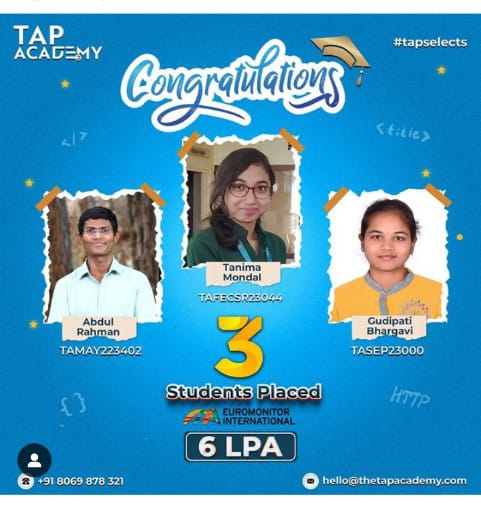 TAP
ACADEMY
#tapselects
Congratulations
</>
<title>
Tanima
Mondal
TAFECSR23044
Abdul
Rahman
TAMAY223402
Gudipati
Bhargavi
TASEP23000
3
Students Placed
EUROMONITOR
INTERNATIONAL
6 LPA
{ }
HTTP
+91 8069 878 321
hello@thetapacademy.com